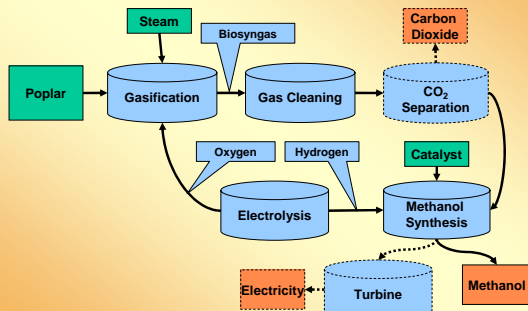 Steam
Biosyngas
Carbon
Dioxide
Poplar
Gasification
Gas Cleaning
CO₂
Separation
Oxygen
Hydrogen
Catalyst
Electrolysis
Methanol
Synthesis
Electricity
Turbine
Methanol